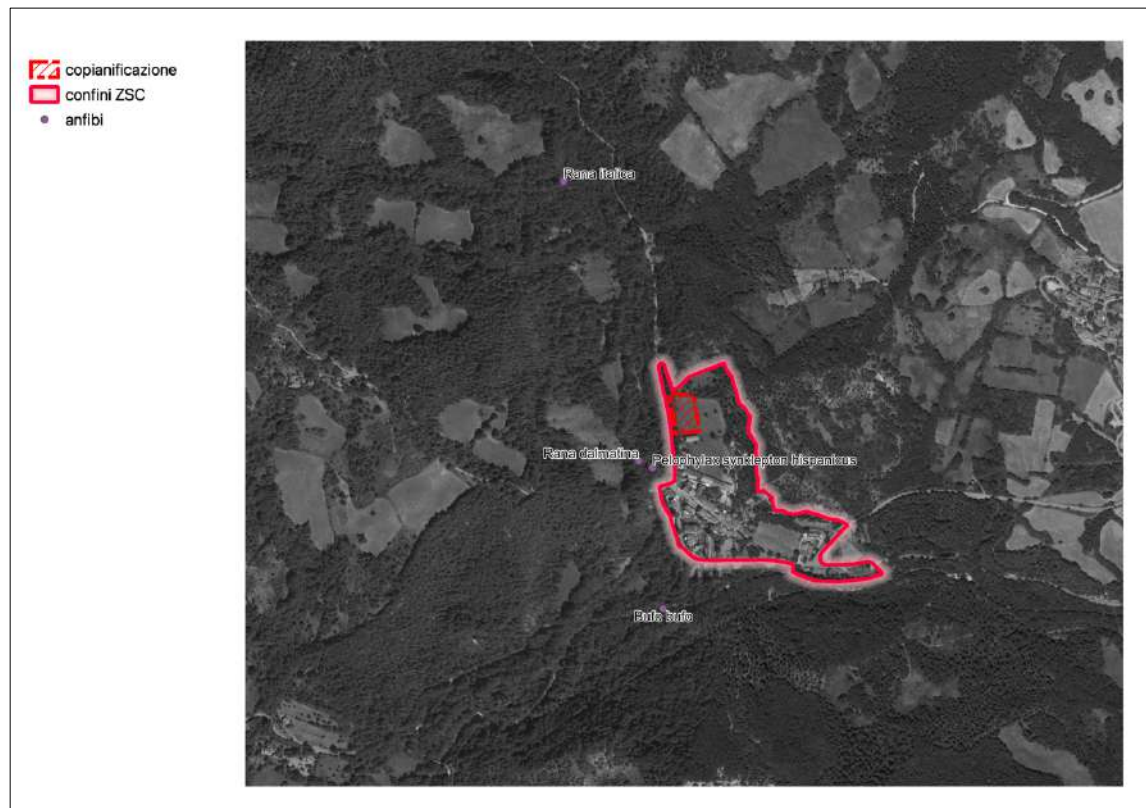 copianificazione
confini ZSC
anfibi
Rana italica
Rana dalmatina
Pelophylax synklepton hispanicus
Bufo bufo